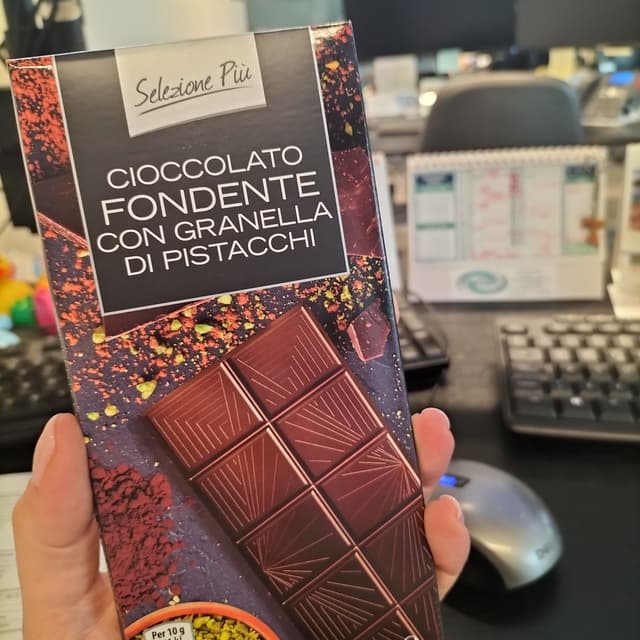 Selezione Più
CIOCCOLATO
FONDENTE
CON GRANELLA
DI PISTACCHI
Per 10 g